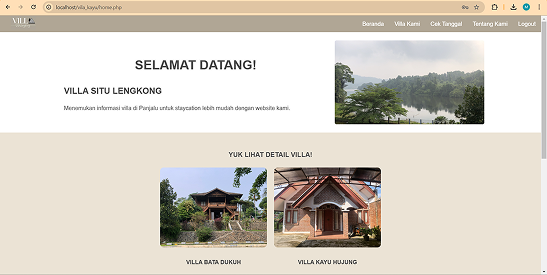 localhost/villa_kayu/home.php
VILL
Beranda Villa Kami Cek Tanggal Tentang Kami Logout
SELAMAT DATANG!
VILLA SITU LENGKONG
Menemukan informasi villa di Panjalu untuk staycation lebih mudah dengan website kami.
YUK LIHAT DETAIL VILLA!
VILLA BATA DUKUH VILLA KAYU HUJUNG